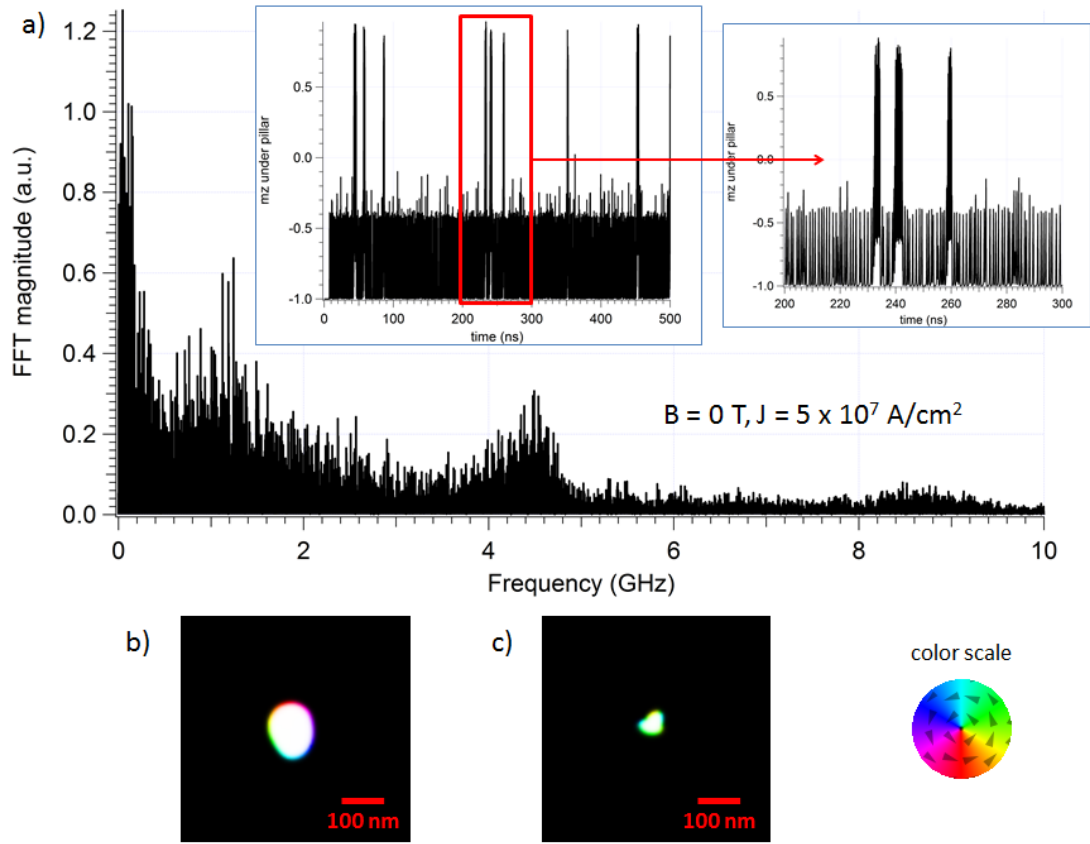 a)
FFT magnitude (a.u.)
1.2
1.0
0.8
0.6
0.4
0.2
0.0
0
2
4
6
8
10
Frequency (GHz)
mz under pillar
0.5
0.0
-0.5
-1.0
0
100
200
300
400
500
time (ns)
mz under pillar
0.5
0.0
-0.5
-1.0
200
220
240
260
280
300
time (ns)
B = 0 T, J = 5 x 10⁷ A/cm²
b)
100 nm
c)
100 nm
color scale